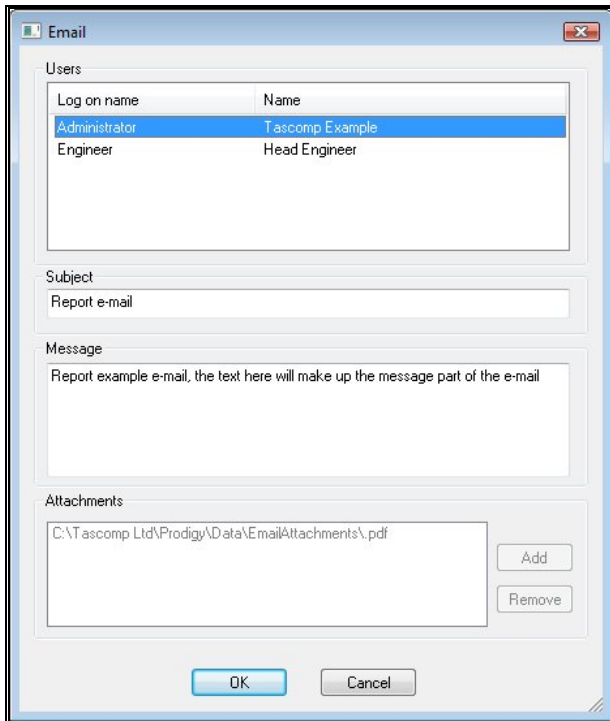 Email
Users
Log on name Name
Administrator Tascomp Example
Engineer Head Engineer
Subject
Report e-mail
Message
Report example e-mail, the text here will make up the message part of the e-mail
Attachments
C:\Tascomp Ltd\Prodigy\Data\EmailAttachments\.pdf
Add
Remove
OK Cancel